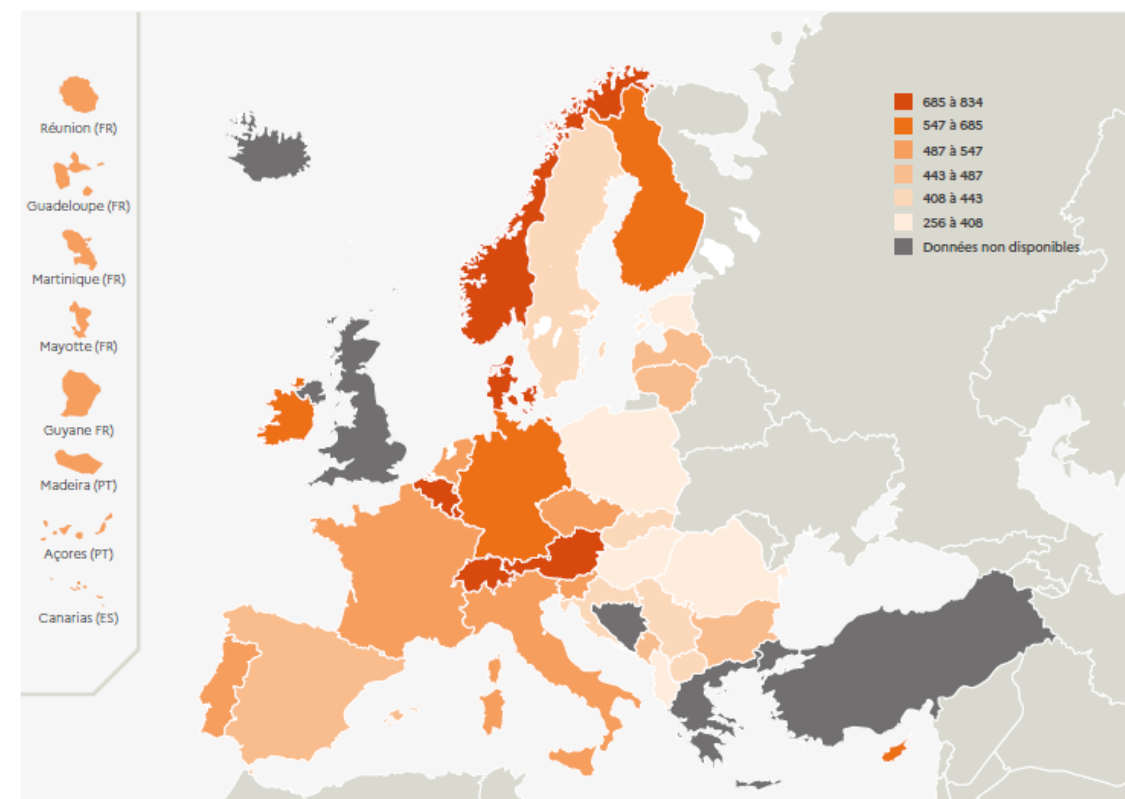 Réunion (FR)
Guadeloupe (FR)
Martinique (FR)
Mayotte (FR)
Guyane FR)
Madeira (PT)
Açores (PT)
Canarias (ES)
685 à 834
547 à 685
487 à 547
443 à 487
408 à 443
256 à 408
Données non disponibles